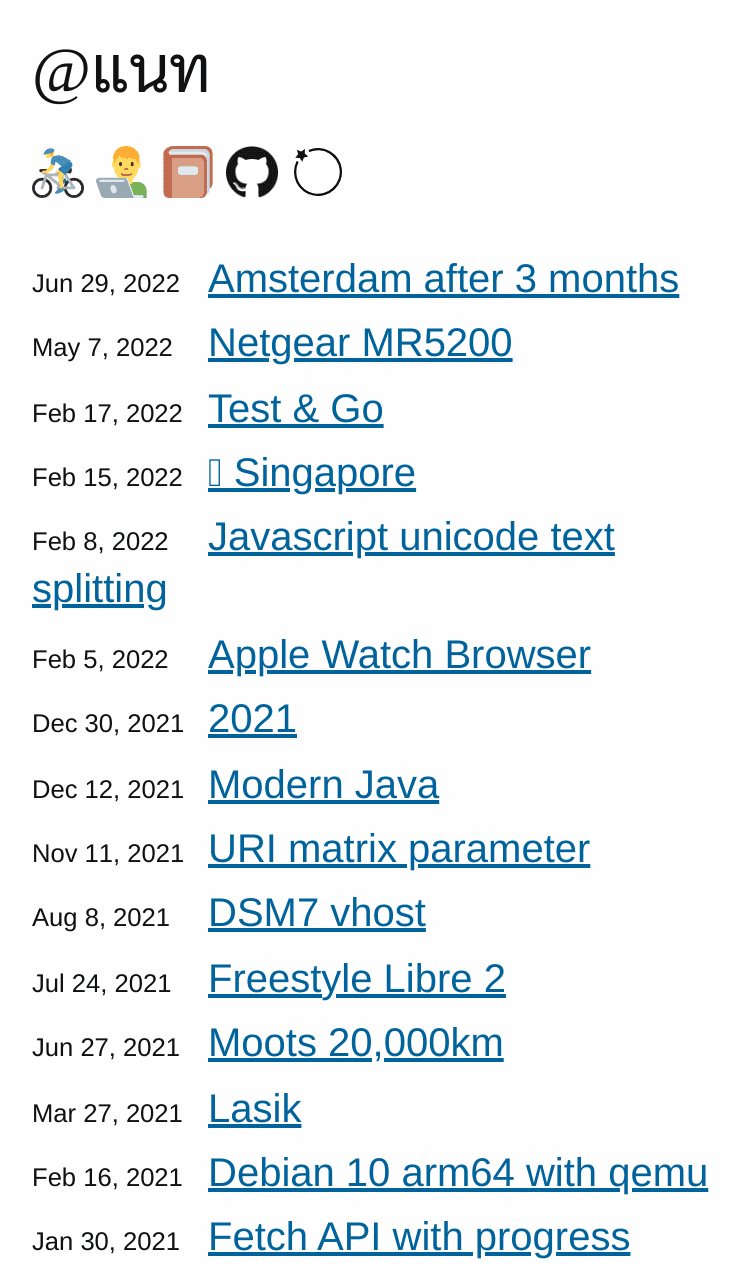 @แนท
Jun 29, 2022 Amsterdam after 3 months
May 7, 2022 Netgear MR5200
Feb 17, 2022 Test & Go
Feb 15, 2022 Singapore
Feb 8, 2022 Javascript unicode text
splitting
Feb 5, 2022 Apple Watch Browser
Dec 30, 2021 2021
Dec 12, 2021 Modern Java
Nov 11, 2021 URI matrix parameter
Aug 8, 2021 DSM7 vhost
Jul 24, 2021 Freestyle Libre 2
Jun 27, 2021 Moots 20,000km
Mar 27, 2021 Lasik
Feb 16, 2021 Debian 10 arm64 with qemu
Jan 30, 2021 Fetch API with progress